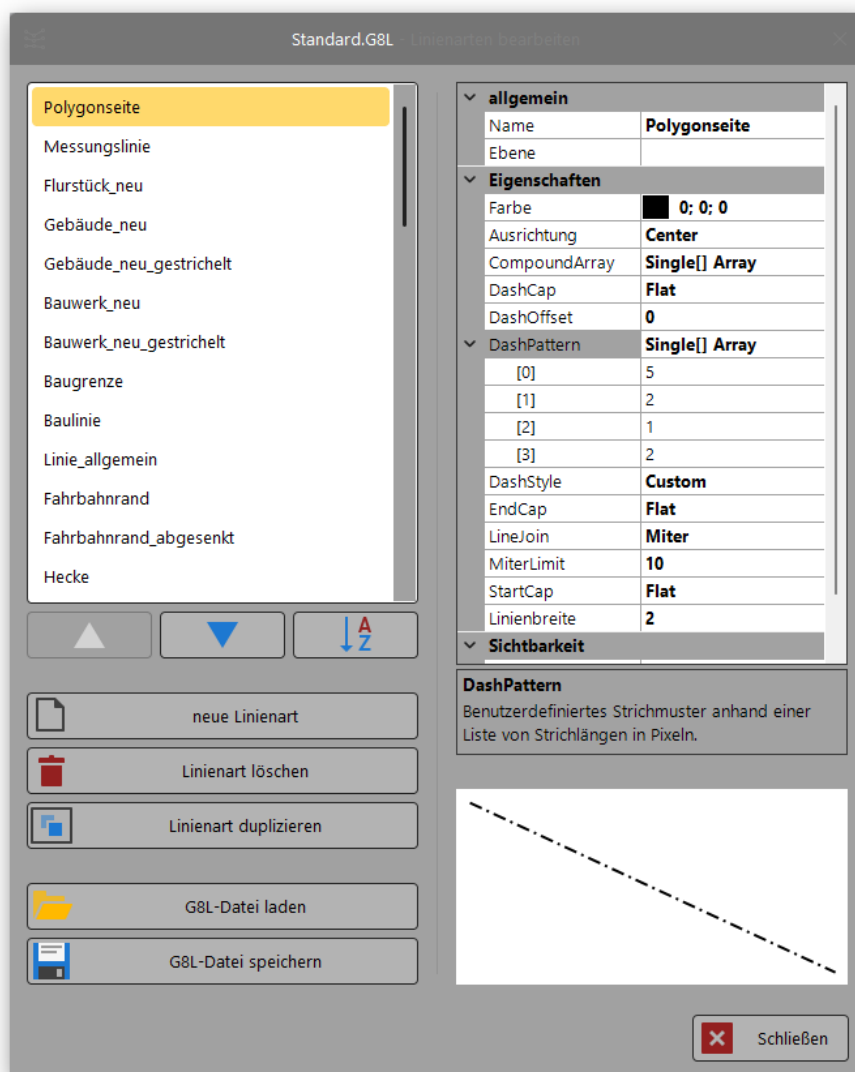 Standard.G8L - Linienarten bearbeiten
Polygonseite
Messungslinie
Flurstück_neu
Gebäude_neu
Gebäude_neu_gestrichelt
Bauwerk_neu
Bauwerk_neu_gestrichelt
Baugrenze
Baulinie
Linie_allgemein
Fahrbahnrand
Fahrbahnrand_abgesenkt
Hecke
A
Z
neue Linienart
Linienart löschen
Linienart duplizieren
G8L-Datei laden
G8L-Datei speichern
allgemein
Name Polygonseite
Ebene
Eigenschaften
Farbe 0; 0; 0
Ausrichtung Center
CompoundArray Single[] Array
DashCap Flat
DashOffset 0
DashPattern Single[] Array
[0] 5
[1] 2
[2] 1
[3] 2
DashStyle Custom
EndCap Flat
LineJoin Miter
MiterLimit 10
StartCap Flat
Linienbreite 2
Sichtbarkeit
DashPattern
Benutzerdefiniertes Strichmuster anhand einer
Liste von Strichlängen in Pixeln.
Schließen